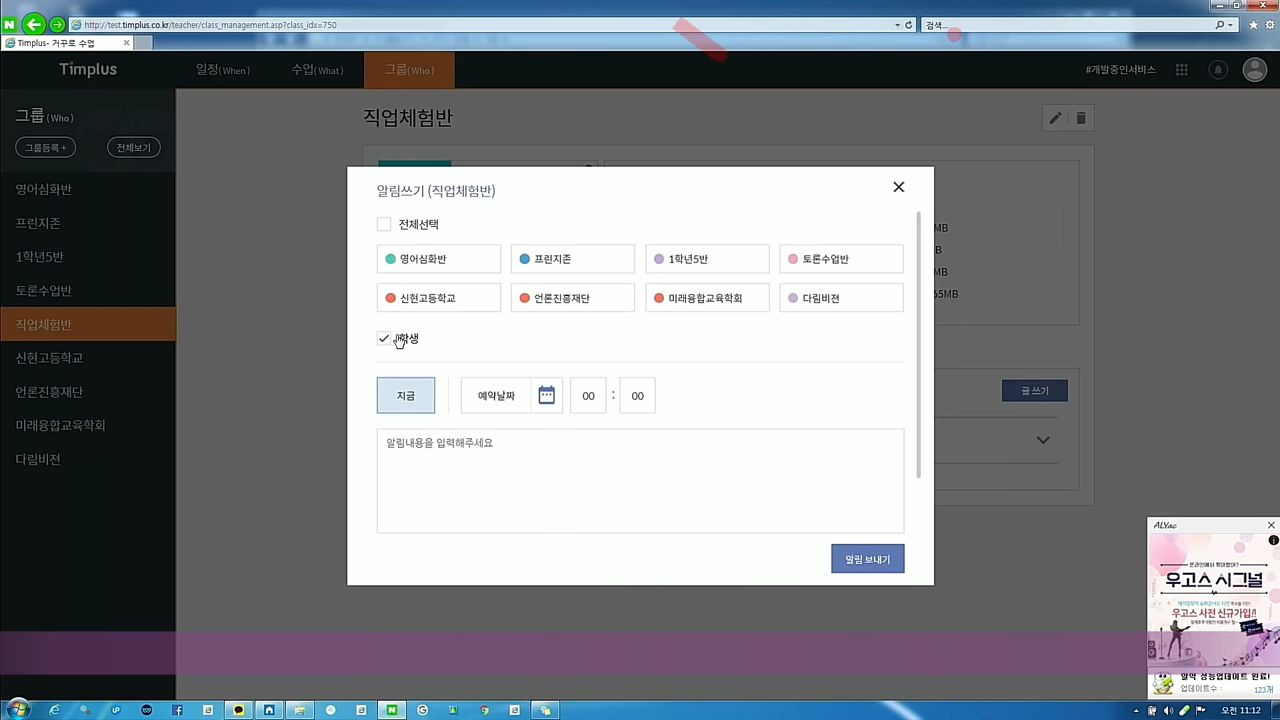 http://test.timplus.co.kr/teacher/class_management.asp?class_idx=750
검색...
Timplus- 거꾸로 수업
Timplus
일정(When)
수업(What)
그룹(Who)
#개발중인서비스
그룹(Who)
그룹등록 +
전체보기
영어심화반
프린지존
1학년5반
토론수업반
직업체험반
신현고등학교
언론진흥재단
미래융합교육학회
다림비젼
직업체험반
MB
B
MB
55MB
글 쓰기
알림쓰기 (직업체험반)
전체선택
영어심화반
프린지존
1학년5반
토론수업반
신현고등학교
언론진흥재단
미래융합교육학회
다림비젼
학생
지금
예약날짜
00 : 00
알림내용을 입력해주세요
알림 보내기
ALYac
우고스 시그널
우고스 사전 신규가입!!
알약 성능업데이트 완료!
업데이트수 : 123개
오전 11:12